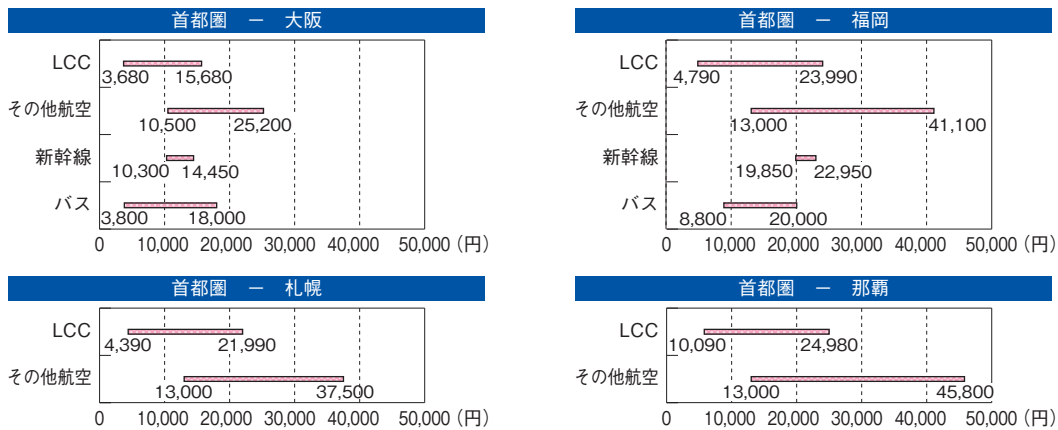 首都圏 － 大阪
LCC
3,680 15,680
その他航空
10,500 25,200
新幹線
10,300 14,450
バス
3,800 18,000
0 10,000 20,000 30,000 40,000 50,000 (円)
首都圏 － 福岡
LCC
4,790 23,990
その他航空
13,000 41,100
新幹線
19,850 22,950
バス
8,800 20,000
0 10,000 20,000 30,000 40,000 50,000 (円)
首都圏 － 札幌
LCC
4,390 21,990
その他航空
13,000 37,500
0 10,000 20,000 30,000 40,000 50,000 (円)
首都圏 － 那覇
LCC
10,090 24,980
その他航空
13,000 45,800
0 10,000 20,000 30,000 40,000 50,000 (円)